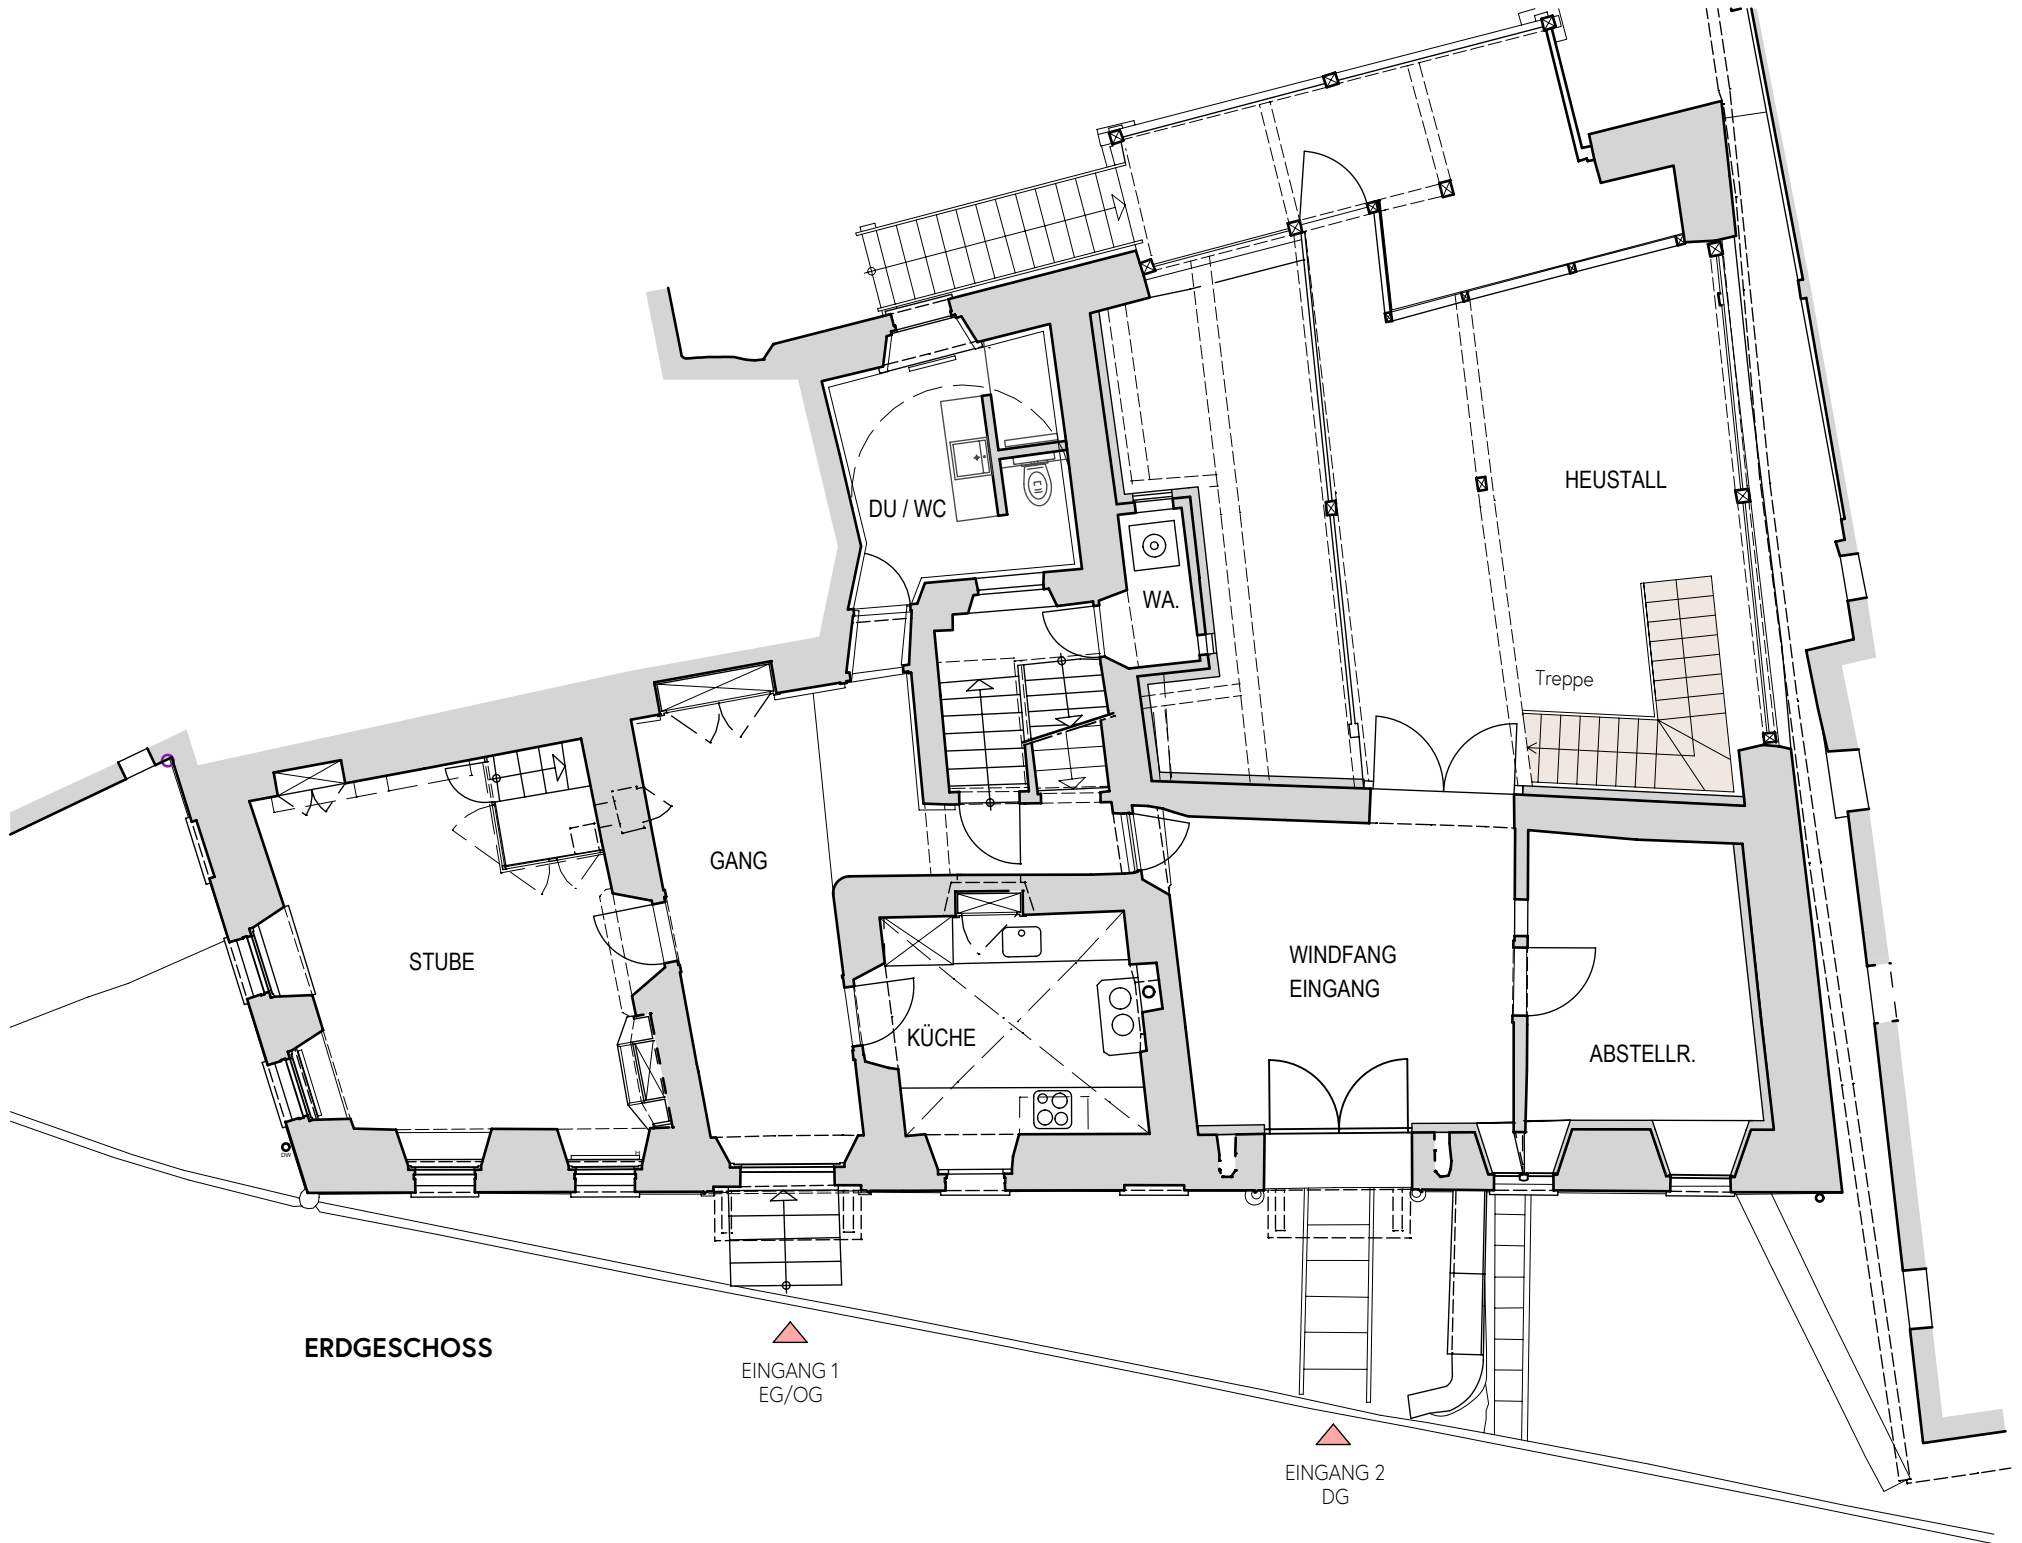 HEUSTALL
DU / WC
WA.
Treppe
GANG
STUBE
WINDFANG
EINGANG
KÜCHE
ABSTELLR.
DW
ERDGESCHOSS
EINGANG 1
EG/OG
EINGANG 2
DG